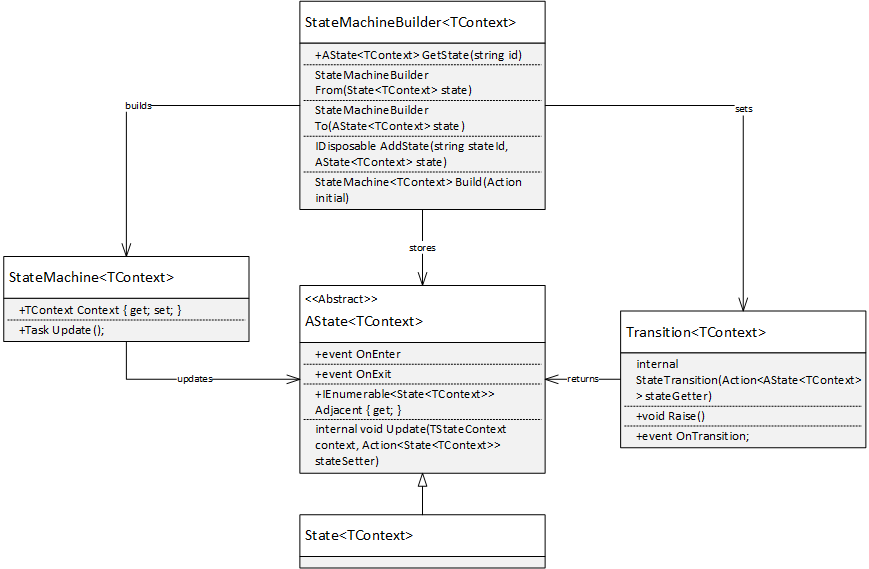 StateMachineBuilder<TContext>
+AState<TContext> GetState(string id)
StateMachineBuilder
From(State<TContext> state)
StateMachineBuilder
To(AState<TContext> state)
IDisposable AddState(string stateId,
AState<TContext> state)
StateMachine<TContext> Build(Action
initial)
builds
sets
stores
StateMachine<TContext>
+TContext Context { get; set; }
+Task Update();
<<Abstract>>
AState<TContext>
+event OnEnter
+event OnExit
+IEnumerable<State<TContext>>
Adjacent { get; }
internal void Update(TStateContext
context, Action<State<TContext>>
stateSetter)
Transition<TContext>
internal
StateTransition(Action<AState<TContext>
> stateGetter)
+void Raise()
+event OnTransition;
updates
returns
State<TContext>